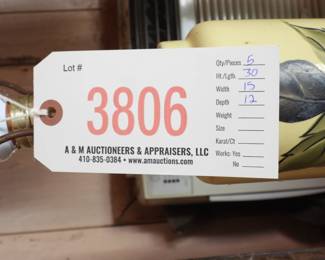 Lot #
3806
A & M AUCTIONEERS & APPRAISERS, LLC
410-835-0384 • www.amauctions.com
Qty/Pieces 5
Ht./Lgth. 30
Width 15
Depth 12
Weight
Size
Karat/Ct
Works: Yes
No